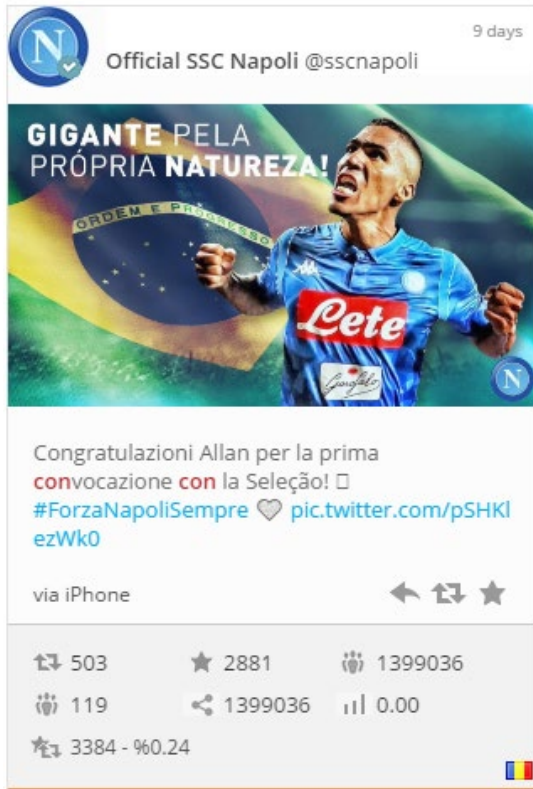 N
9 days
Official SSC Napoli @sscnapoli
GIGANTE PELA
PRÓPRIA NATUREZA!
ORDEM E PROGRESSO
Lete
Garofalo
N
Congratulazioni Allan per la prima
convocazione con la Seleção! 
#ForzaNapoliSempre pic.twitter.com/pSHKl
ezWk0
via iPhone
503 2881 1399036
119 1399036 0.00
3384 - %0.24